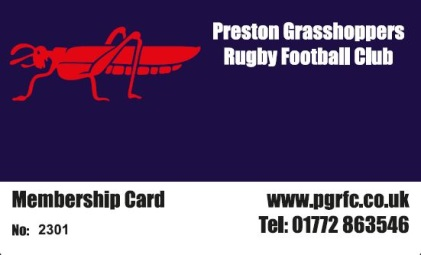 Preston Grasshoppers
Rugby Football Club
Membership Card
www.pgrfc.co.uk
No: 2301
Tel: 01772 863546